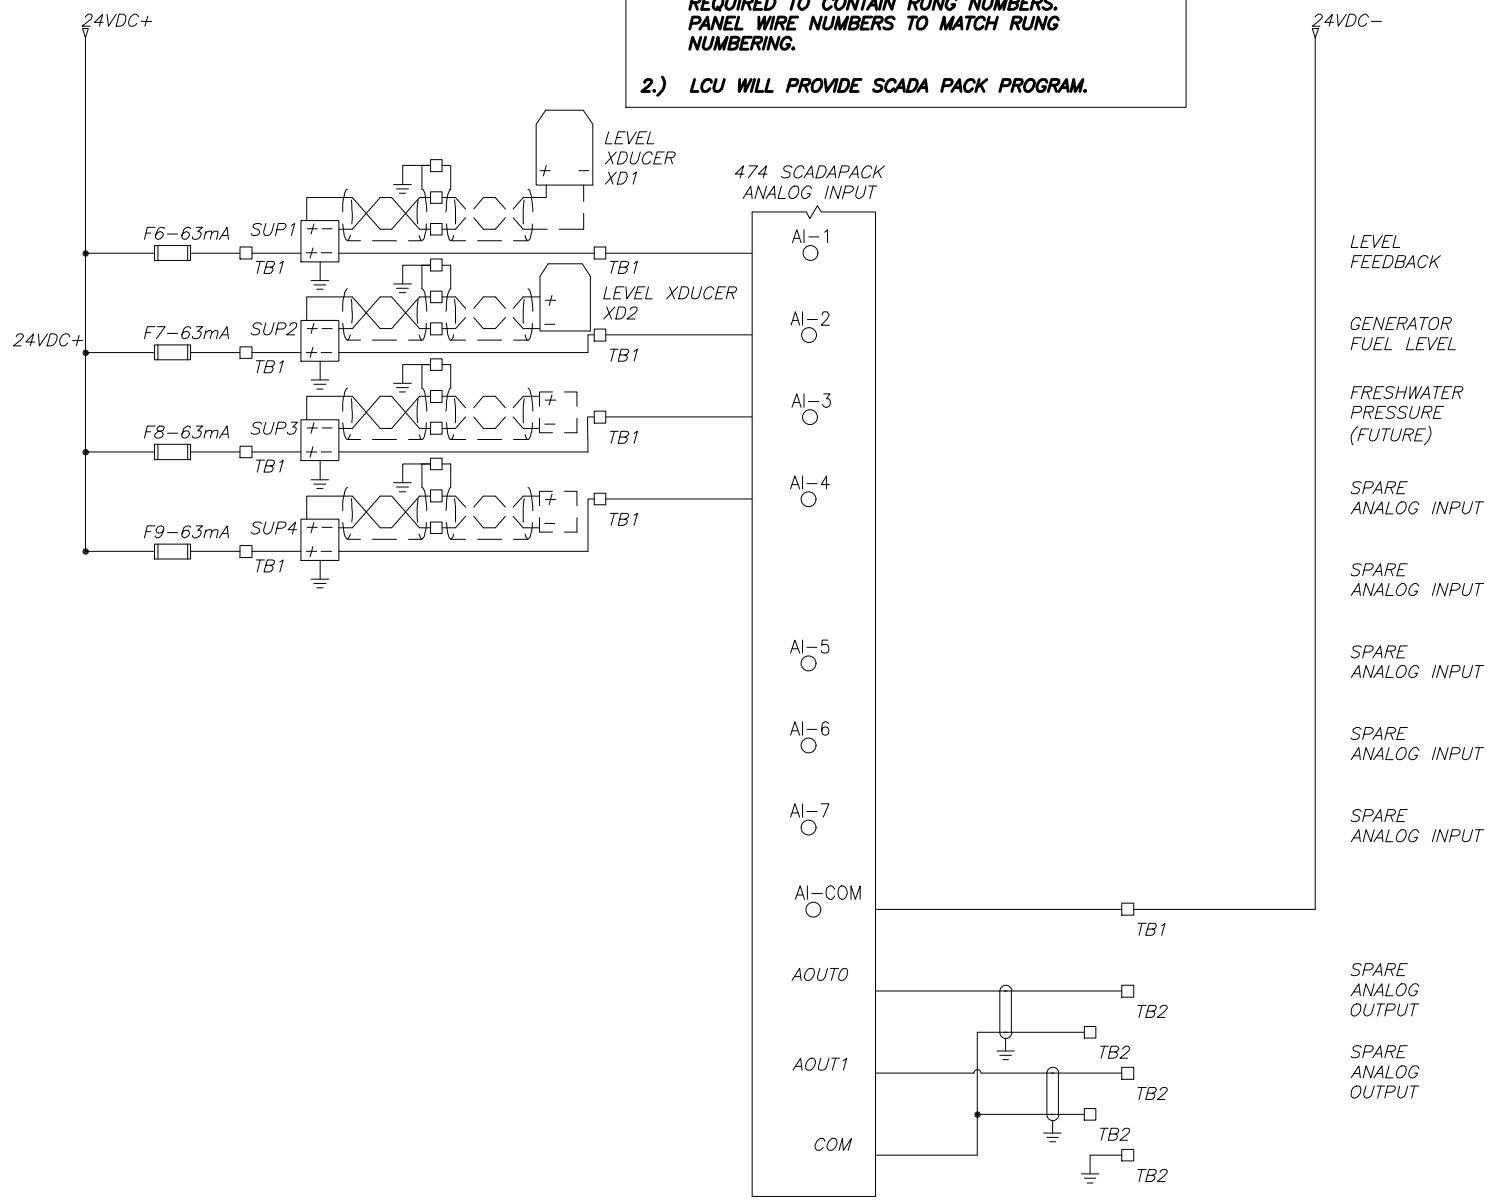 24VDC+
REQUIRED TO CONTAIN RUNG NUMBERS.
PANEL WIRE NUMBERS TO MATCH RUNG
NUMBERING.
2.) LCU WILL PROVIDE SCADA PACK PROGRAM.
24VDC-
LEVEL
XDUCER
XD1
+ -
474 SCADAPACK
ANALOG INPUT
F6-63mA
TB1
SUP1
+-
+-
TB1
AI-1
LEVEL
FEEDBACK
24VDC+
F7-63mA
TB1
SUP2
+-
+-
+
-
LEVEL XDUCER
XD2
TB1
AI-2
GENERATOR
FUEL LEVEL
F8-63mA
TB1
SUP3
+-
+-
+
-
TB1
AI-3
FRESHWATER
PRESSURE
(FUTURE)
F9-63mA
TB1
SUP4
+-
+-
+
-
TB1
AI-4
SPARE
ANALOG INPUT
SPARE
ANALOG INPUT
AI-5
SPARE
ANALOG INPUT
AI-6
SPARE
ANALOG INPUT
AI-7
SPARE
ANALOG INPUT
AI-COM
TB1
AOUT0
TB2
TB2
SPARE
ANALOG
OUTPUT
AOUT1
TB2
TB2
SPARE
ANALOG
OUTPUT
COM
TB2